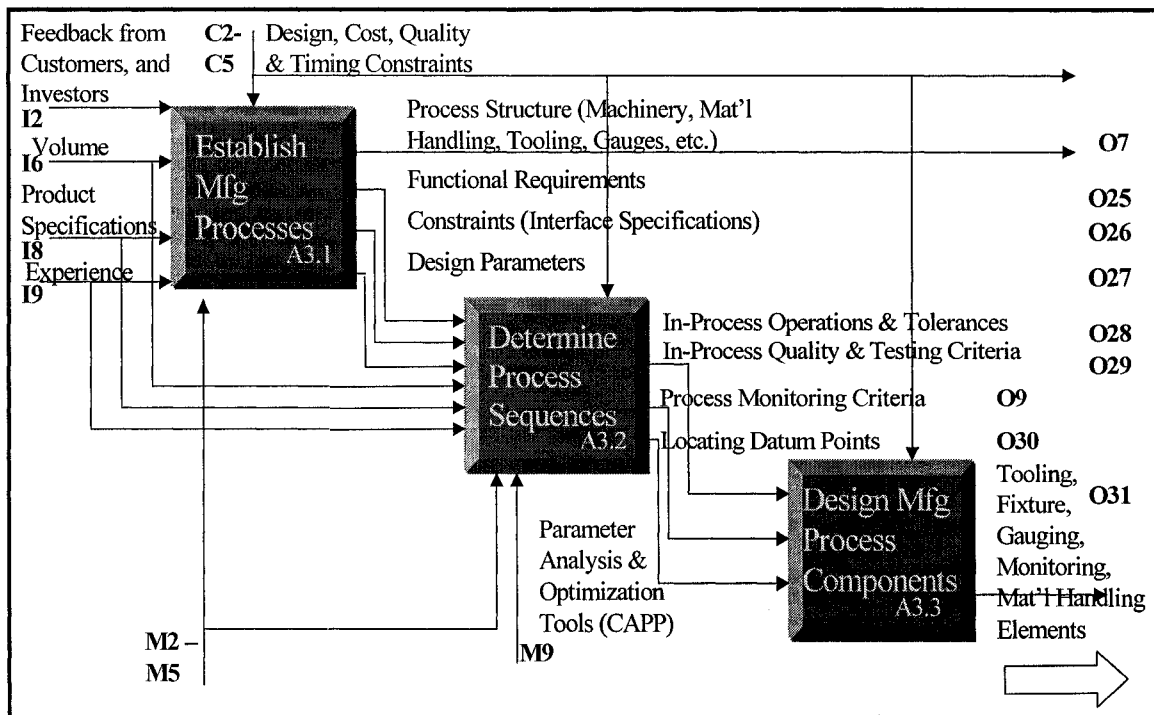 Feedback from
Customers, and
Investors
I2
Volume
I6
Product
Specifications
I8
Experience
I9
C2-
C5
Design, Cost, Quality
& Timing Constraints
Establish
Mfg
Processes
A3.1
Process Structure (Machinery, Mat'l
Handling, Tooling, Gauges, etc.)
Functional Requirements
Constraints (Interface Specifications)
Design Parameters
O7
O25
O26
O27
O28
O29
Determine
Process
Sequences
A3.2
In-Process Operations & Tolerances
In-Process Quality & Testing Criteria
Process Monitoring Criteria
O9
Locating Datum Points
O30
Design Mfg
Process
Components
A3.3
Tooling,
Fixture,
Gauging,
Monitoring,
Mat'l Handling
Elements
O31
Parameter
Analysis &
Optimization
Tools (CAPP)
M2 –
M5
M9